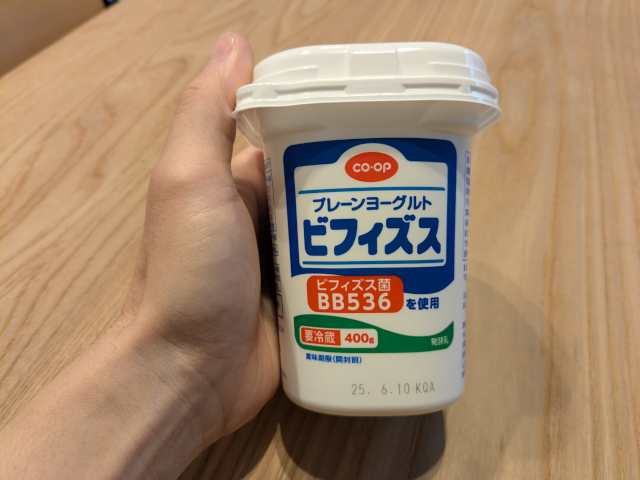 CO・OP
プレーンヨーグルト
ビフィズス
ビフィズス菌
BB536 を使用
要冷蔵 400g
発酵乳
賞味期限(開封前)
25. 6.10 KQA